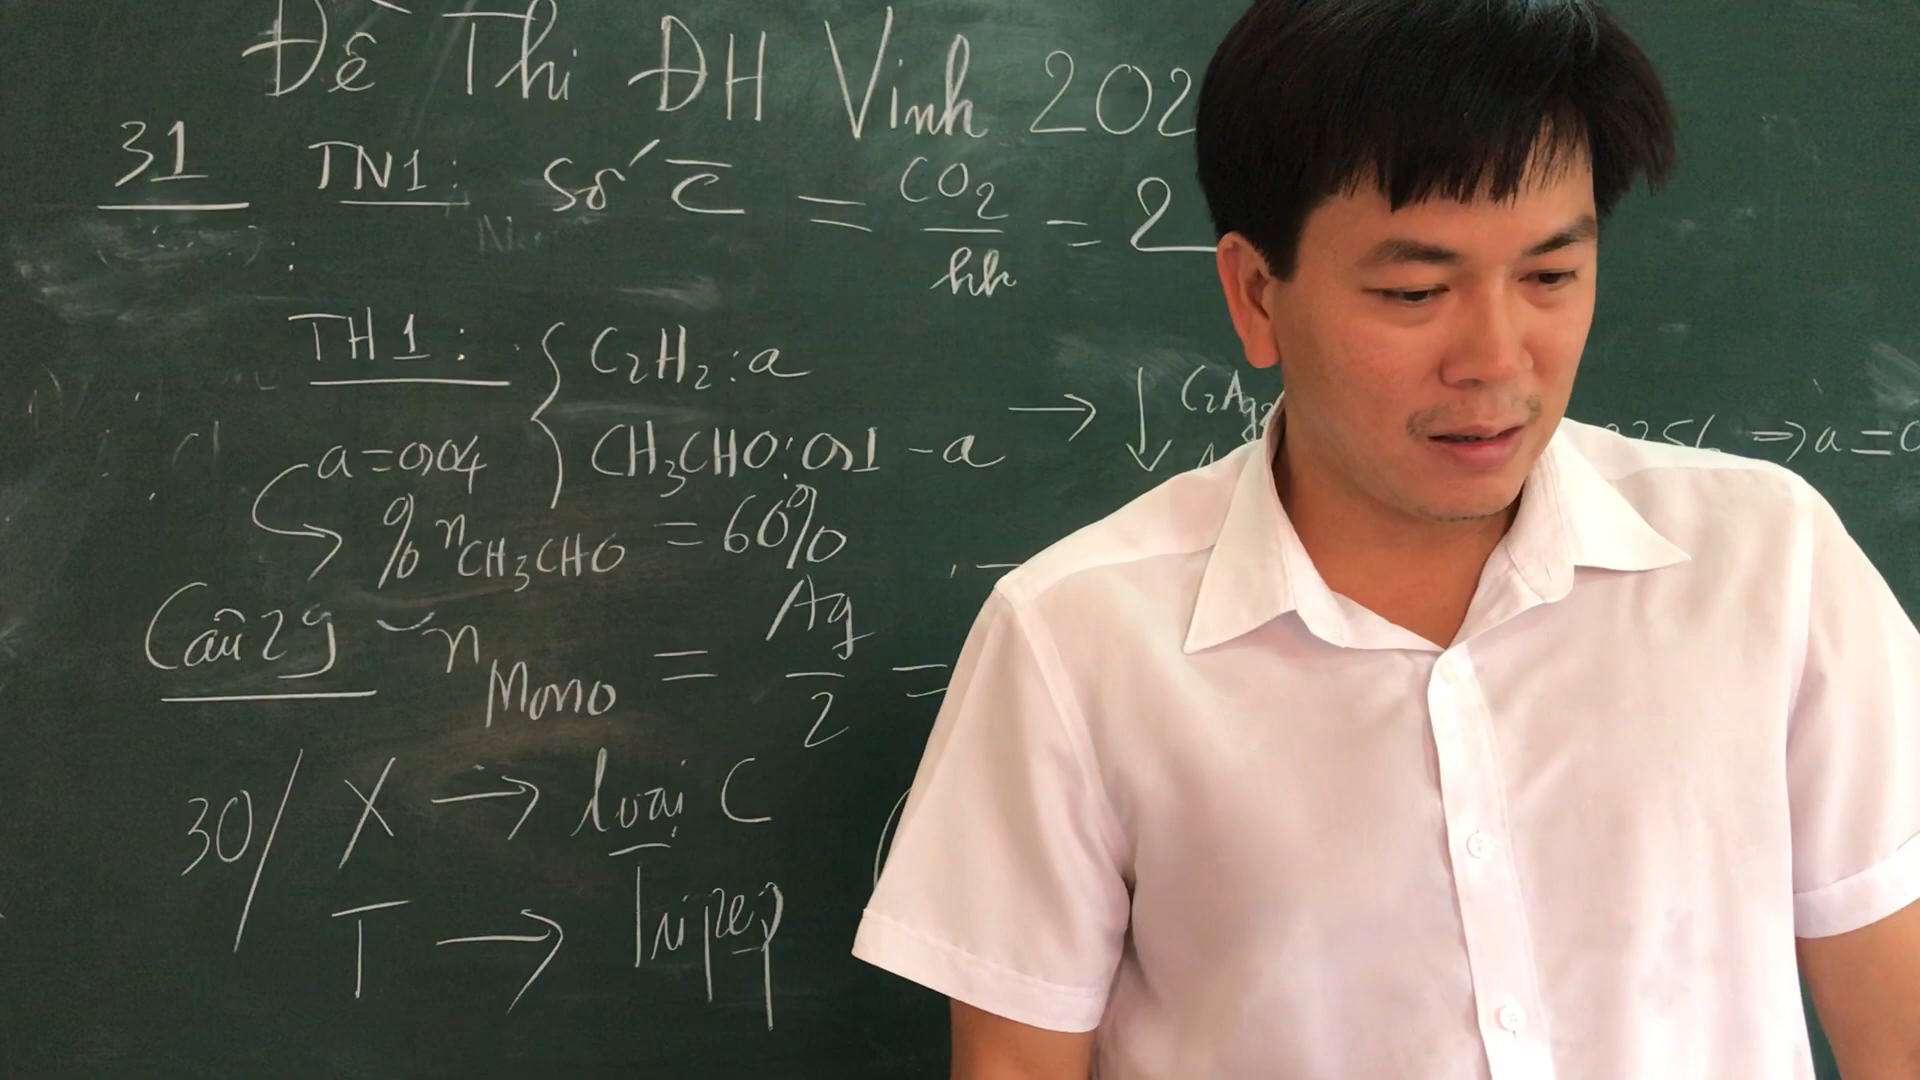 Đề Thi ĐH Vinh 202
31 TN1: Số C̅ = CO2/hh = 2
TH1: { C2H2: a
CH3CHO: 0,1 - a → ↓ C2Ag2
⇒ a = 0
a = 0,04
↳ % nCH3CHO = 60%
Câu 29 ~ nMono = Ag/2 =
30/ X → loại C
T → Tripep